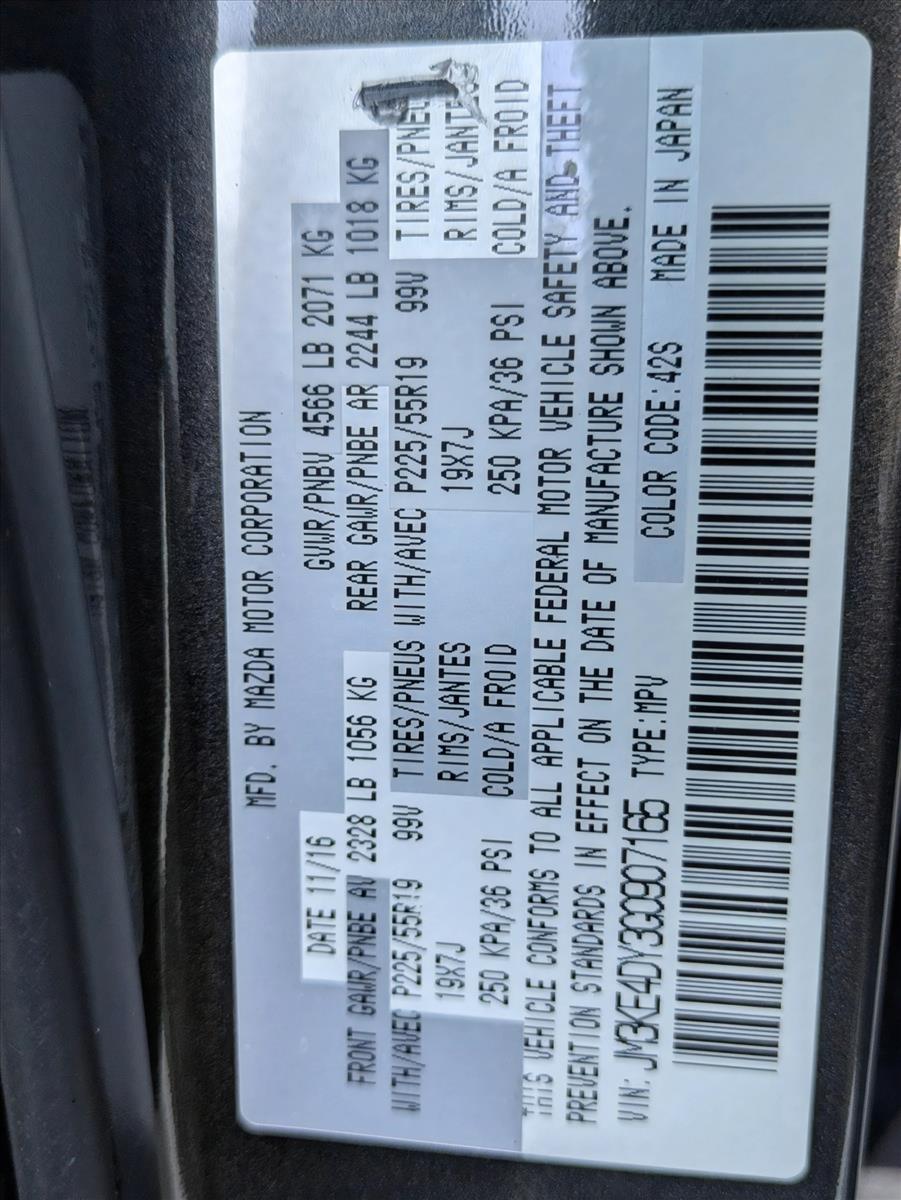 MFD. BY MAZDA MOTOR CORPORATION
DATE 11/16 GVWR/PNBV 4566 LB 2071 KG
FRONT GAWR/PNBE AV 2328 LB 1056 KG REAR GAWR/PNBE AR 2244 LB 1018 KG
WITH/AVEC P225/55R19 99V TIRES/PNEUS WITH/AVEC P225/55R19 99V
19X7J RIMS/JANTES 19X7J
250 KPA/36 PSI COLD/A FROID 250 KPA/36 PSI COLD/A FROID
THIS VEHICLE CONFORMS TO ALL APPLICABLE FEDERAL MOTOR VEHICLE SAFETY AND THEFT
PREVENTION STANDARDS IN EFFECT ON THE DATE OF MANUFACTURE SHOWN ABOVE.
VIN: JM3KE4DY3G0907165 TYPE:MPV COLOR CODE:42S MADE IN JAPAN